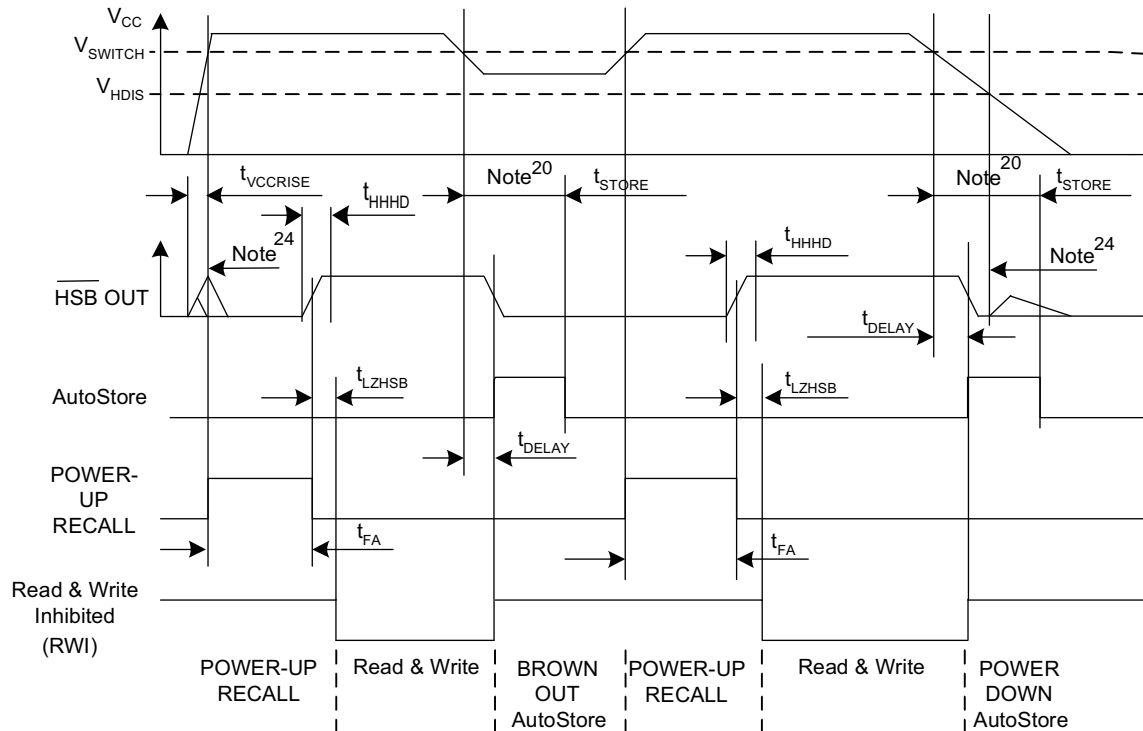 VCC
VSWITCH
VHDIS
tVCCRISE
Note20
tSTORE
Note20
tSTORE
tHHHD
Note24
tHHHD
Note24
HSB OUT
tDELAY
tLZHSB
tLZHSB
AutoStore
tDELAY
POWER-
UP
RECALL
tFA
tFA
Read & Write
Inhibited
(RWI)
POWER-UP
RECALL
Read & Write
BROWN
OUT
AutoStore
POWER-UP
RECALL
Read & Write
POWER
DOWN
AutoStore